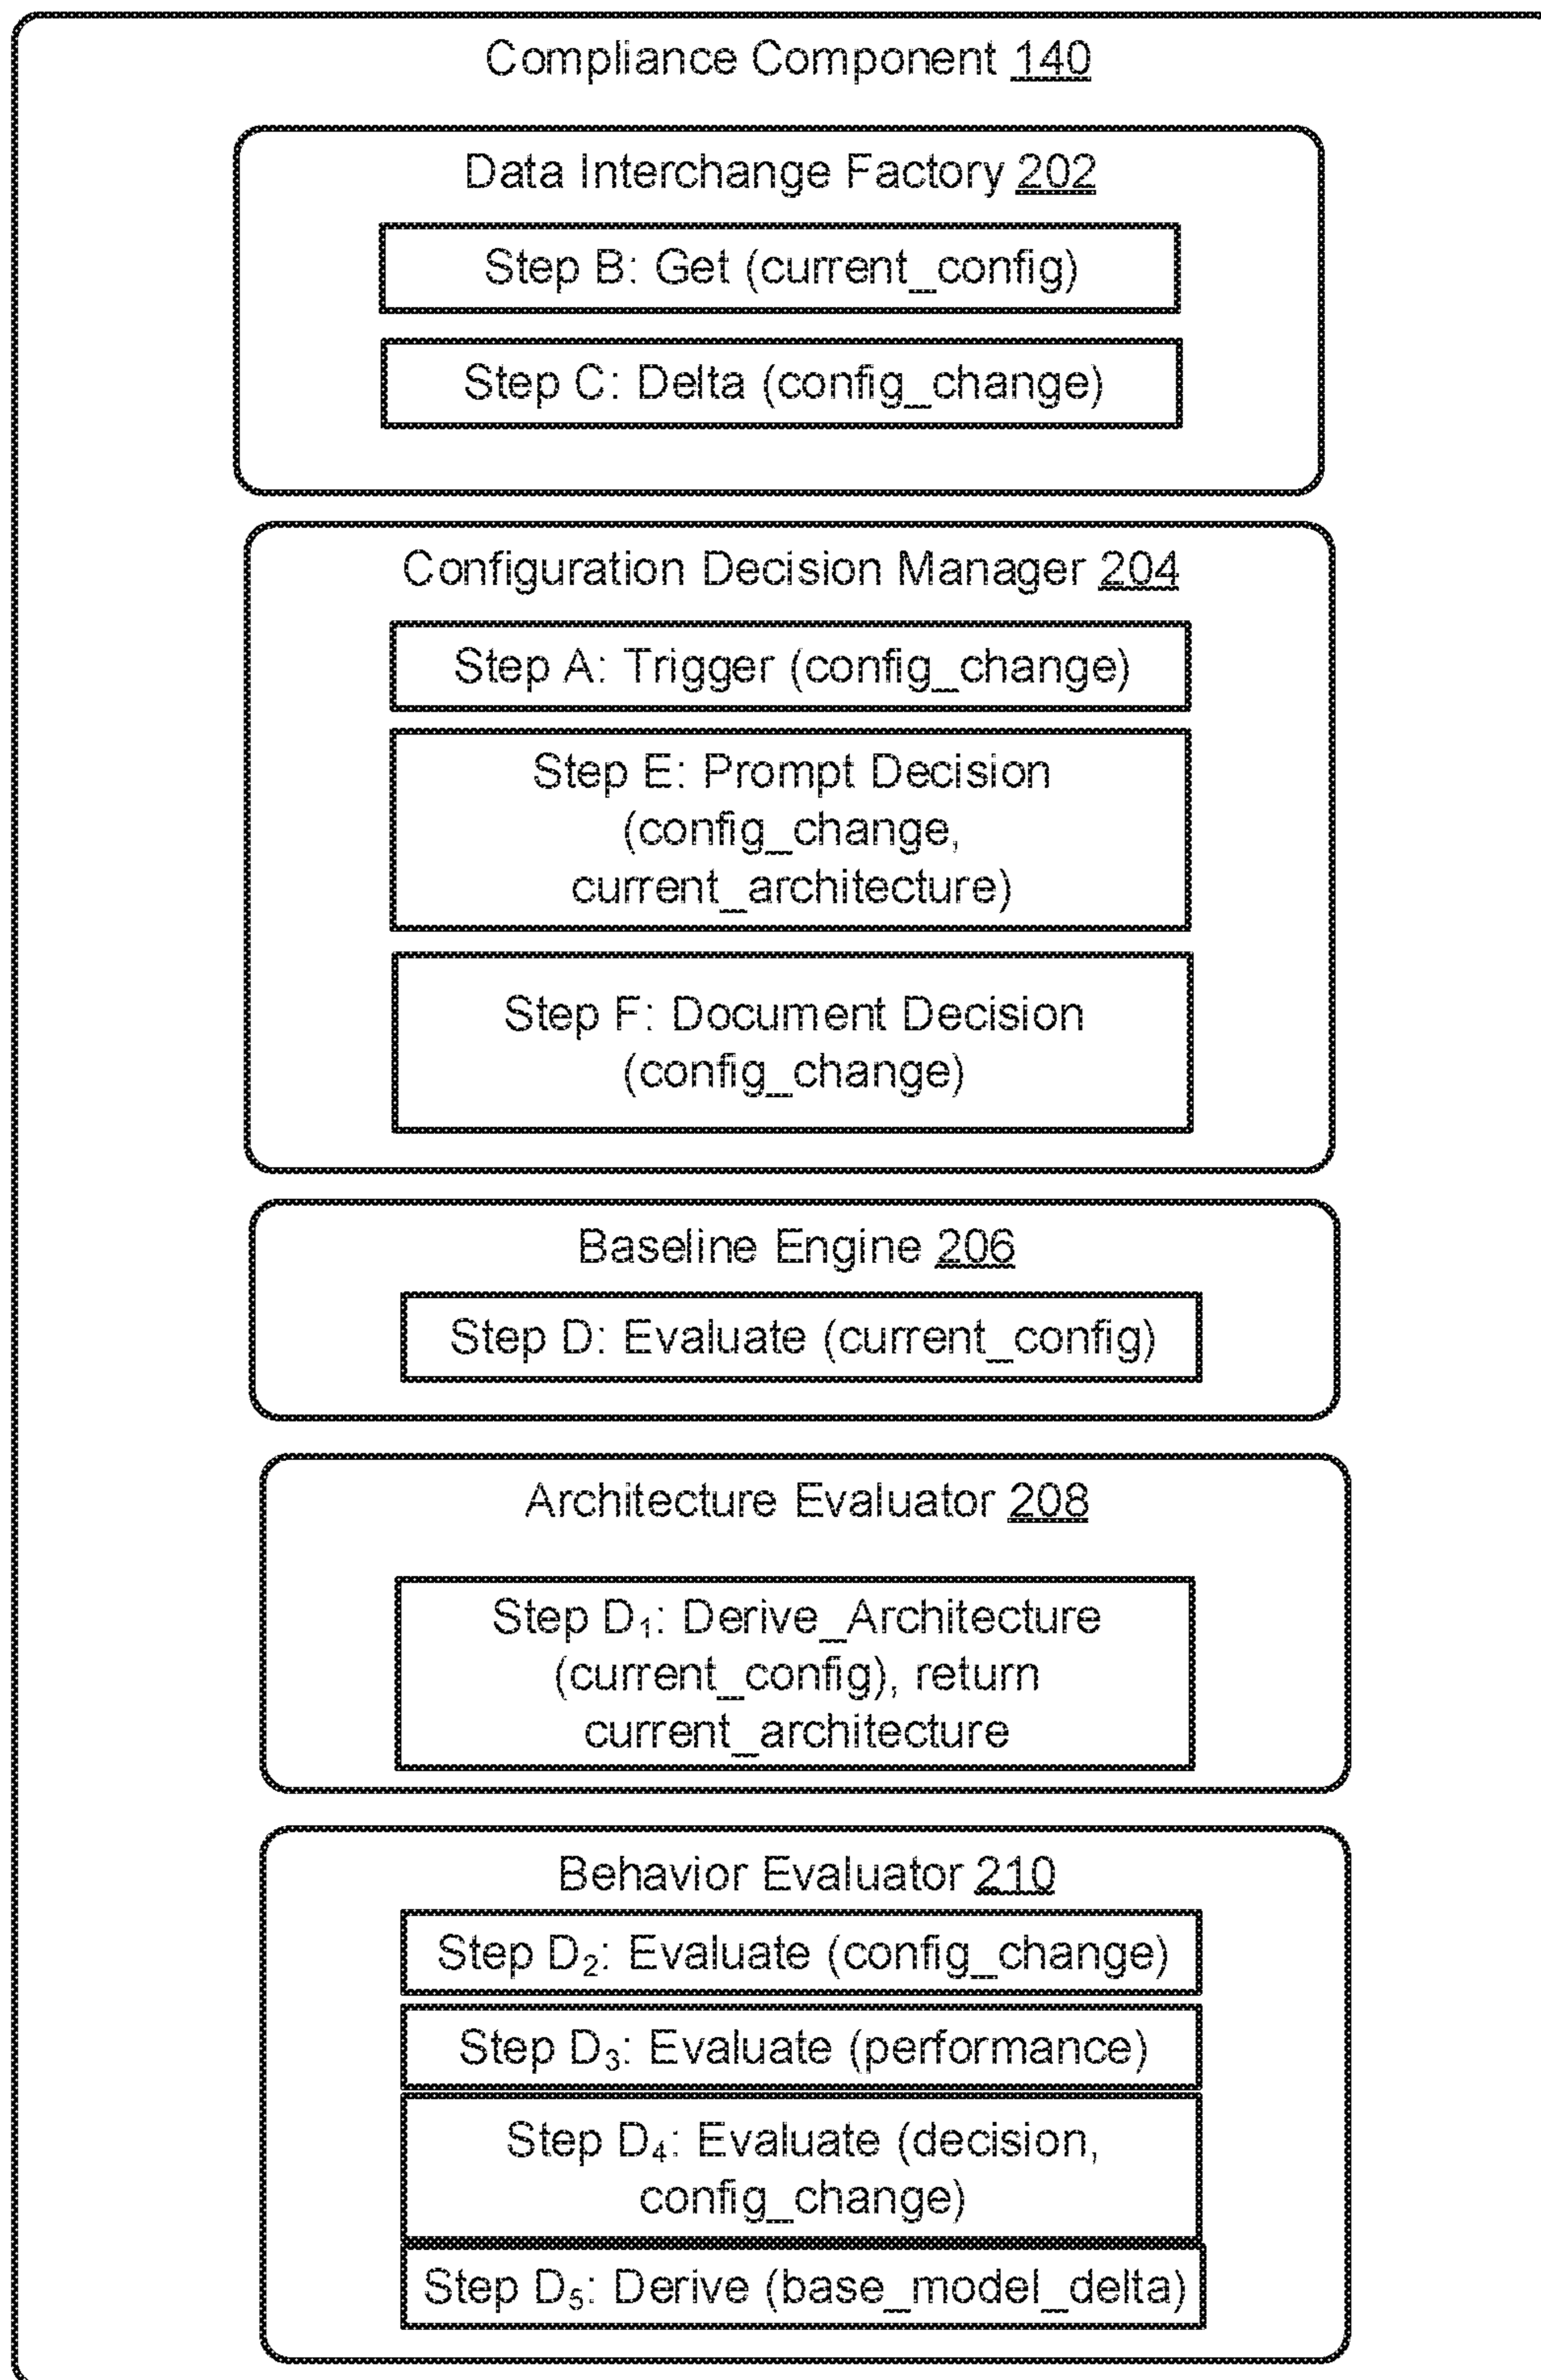 Compliance Component 140
Data Interchange Factory 202
Step B: Get (current_config)
Step C: Delta (config_change)
Configuration Decision Manager 204
Step A: Trigger (config_change)
Step E: Prompt Decision
(config_change,
current_architecture)
Step F: Document Decision
(config_change)
Baseline Engine 206
Step D: Evaluate (current_config)
Architecture Evaluator 208
Step D₁: Derive_Architecture
(current_config), return
current_architecture
Behavior Evaluator 210
Step D₂: Evaluate (config_change)
Step D₃: Evaluate (performance)
Step D₄: Evaluate (decision,
config_change)
Step D₅: Derive (base_model_delta)